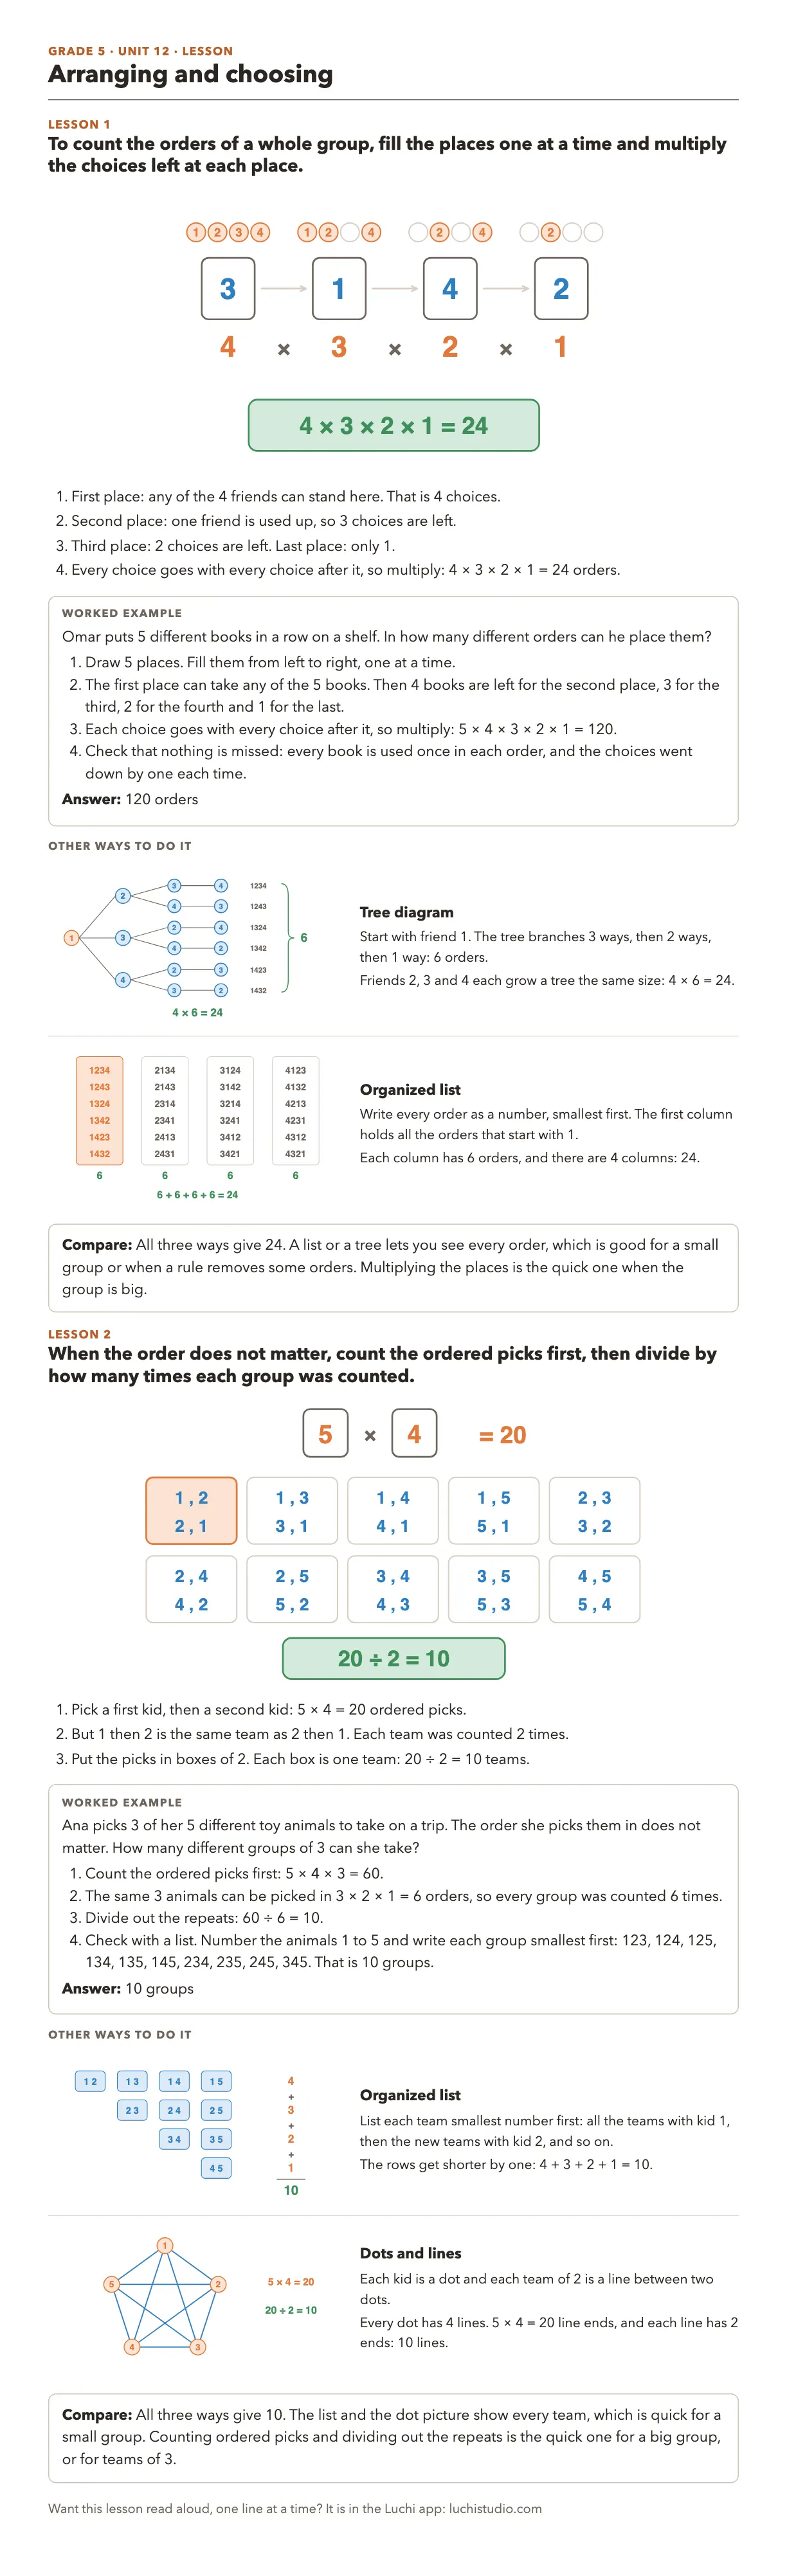 GRADE 5 · UNIT 12 · LESSON
Arranging and choosing
LESSON 1
To count the orders of a whole group, fill the places one at a time and multiply
the choices left at each place.
1 2 3 4 1 2 4 2 4 2
3 1 4 2
4 × 3 × 2 × 1
4 × 3 × 2 × 1 = 24
1. First place: any of the 4 friends can stand here. That is 4 choices.
2. Second place: one friend is used up, so 3 choices are left.
3. Third place: 2 choices are left. Last place: only 1.
4. Every choice goes with every choice after it, so multiply: 4 × 3 × 2 × 1 = 24 orders.
WORKED EXAMPLE
Omar puts 5 different books in a row on a shelf. In how many different orders can he place them?
1. Draw 5 places. Fill them from left to right, one at a time.
2. The first place can take any of the 5 books. Then 4 books are left for the second place, 3 for the
third, 2 for the fourth and 1 for the last.
3. Each choice goes with every choice after it, so multiply: 5 × 4 × 3 × 2 × 1 = 120.
4. Check that nothing is missed: every book is used once in each order, and the choices went
down by one each time.
Answer: 120 orders
OTHER WAYS TO DO IT
3 4 1234
2
4 3 1243
2 4 1324
1 3 6
4 2 1342
2 3 1423
4
3 2 1432
4 × 6 = 24
Tree diagram
Start with friend 1. The tree branches 3 ways, then 2 ways,
then 1 way: 6 orders.
Friends 2, 3 and 4 each grow a tree the same size: 4 × 6 = 24.
1234 2134 3124 4123
1243 2143 3142 4132
1324 2314 3214 4213
1342 2341 3241 4231
1423 2413 3412 4312
1432 2431 3421 4321
6 6 6 6
6 + 6 + 6 + 6 = 24
Organized list
Write every order as a number, smallest first. The first column
holds all the orders that start with 1.
Each column has 6 orders, and there are 4 columns: 24.
Compare: All three ways give 24. A list or a tree lets you see every order, which is good for a small
group or when a rule removes some orders. Multiplying the places is the quick one when the
group is big.
LESSON 2
When the order does not matter, count the ordered picks first, then divide by
how many times each group was counted.
5 × 4 = 20
1 , 2 1 , 3 1 , 4 1 , 5 2 , 3
2 , 1 3 , 1 4 , 1 5 , 1 3 , 2
2 , 4 2 , 5 3 , 4 3 , 5 4 , 5
4 , 2 5 , 2 4 , 3 5 , 3 5 , 4
20 ÷ 2 = 10
1. Pick a first kid, then a second kid: 5 × 4 = 20 ordered picks.
2. But 1 then 2 is the same team as 2 then 1. Each team was counted 2 times.
3. Put the picks in boxes of 2. Each box is one team: 20 ÷ 2 = 10 teams.
WORKED EXAMPLE
Ana picks 3 of her 5 different toy animals to take on a trip. The order she picks them in does not
matter. How many different groups of 3 can she take?
1. Count the ordered picks first: 5 × 4 × 3 = 60.
2. The same 3 animals can be picked in 3 × 2 × 1 = 6 orders, so every group was counted 6 times.
3. Divide out the repeats: 60 ÷ 6 = 10.
4. Check with a list. Number the animals 1 to 5 and write each group smallest first: 123, 124, 125,
134, 135, 145, 234, 235, 245, 345. That is 10 groups.
Answer: 10 groups
OTHER WAYS TO DO IT
1 2 1 3 1 4 1 5 4
+
2 3 2 4 2 5 3
+
3 4 3 5 2
+
4 5 1
10
Organized list
List each team smallest number first: all the teams with kid 1,
then the new teams with kid 2, and so on.
The rows get shorter by one: 4 + 3 + 2 + 1 = 10.
1
5 2
4 3
5 × 4 = 20
20 ÷ 2 = 10
Dots and lines
Each kid is a dot and each team of 2 is a line between two
dots.
Every dot has 4 lines. 5 × 4 = 20 line ends, and each line has 2
ends: 10 lines.
Compare: All three ways give 10. The list and the dot picture show every team, which is quick for a
small group. Counting ordered picks and dividing out the repeats is the quick one for a big group,
or for teams of 3.
Want this lesson read aloud, one line at a time? It is in the Luchi app: luchistudio.com